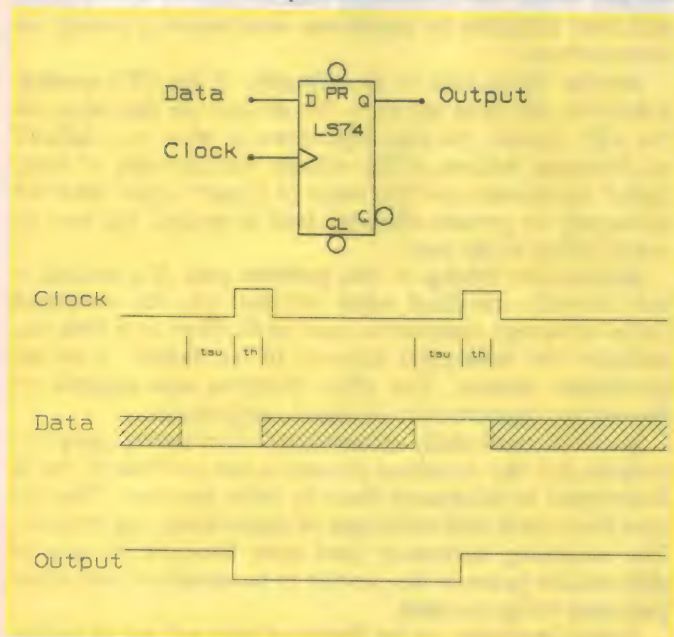 PR
Data D Q Output
LS74
Clock
CL Q
Clock
tsu th tsu th
Data
Output